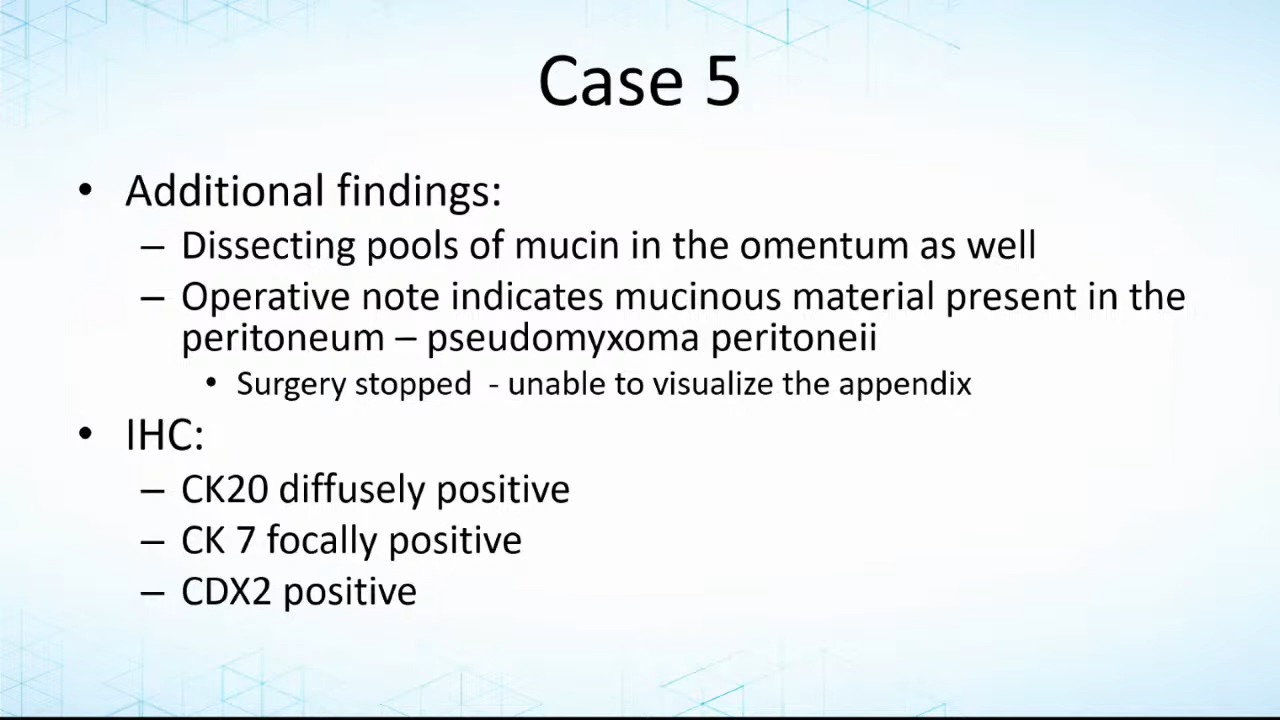 Case 5
• Additional findings:
– Dissecting pools of mucin in the omentum as well
– Operative note indicates mucinous material present in the
peritoneum – pseudomyxoma peritoneii
• Surgery stopped - unable to visualize the appendix
• IHC:
– CK20 diffusely positive
– CK 7 focally positive
– CDX2 positive